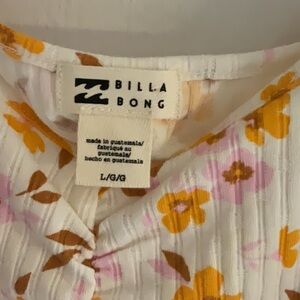 BILLA
BONG
made in guatemala/
fabriqué au
guatemala/
hecho en guatemala
L/G/G